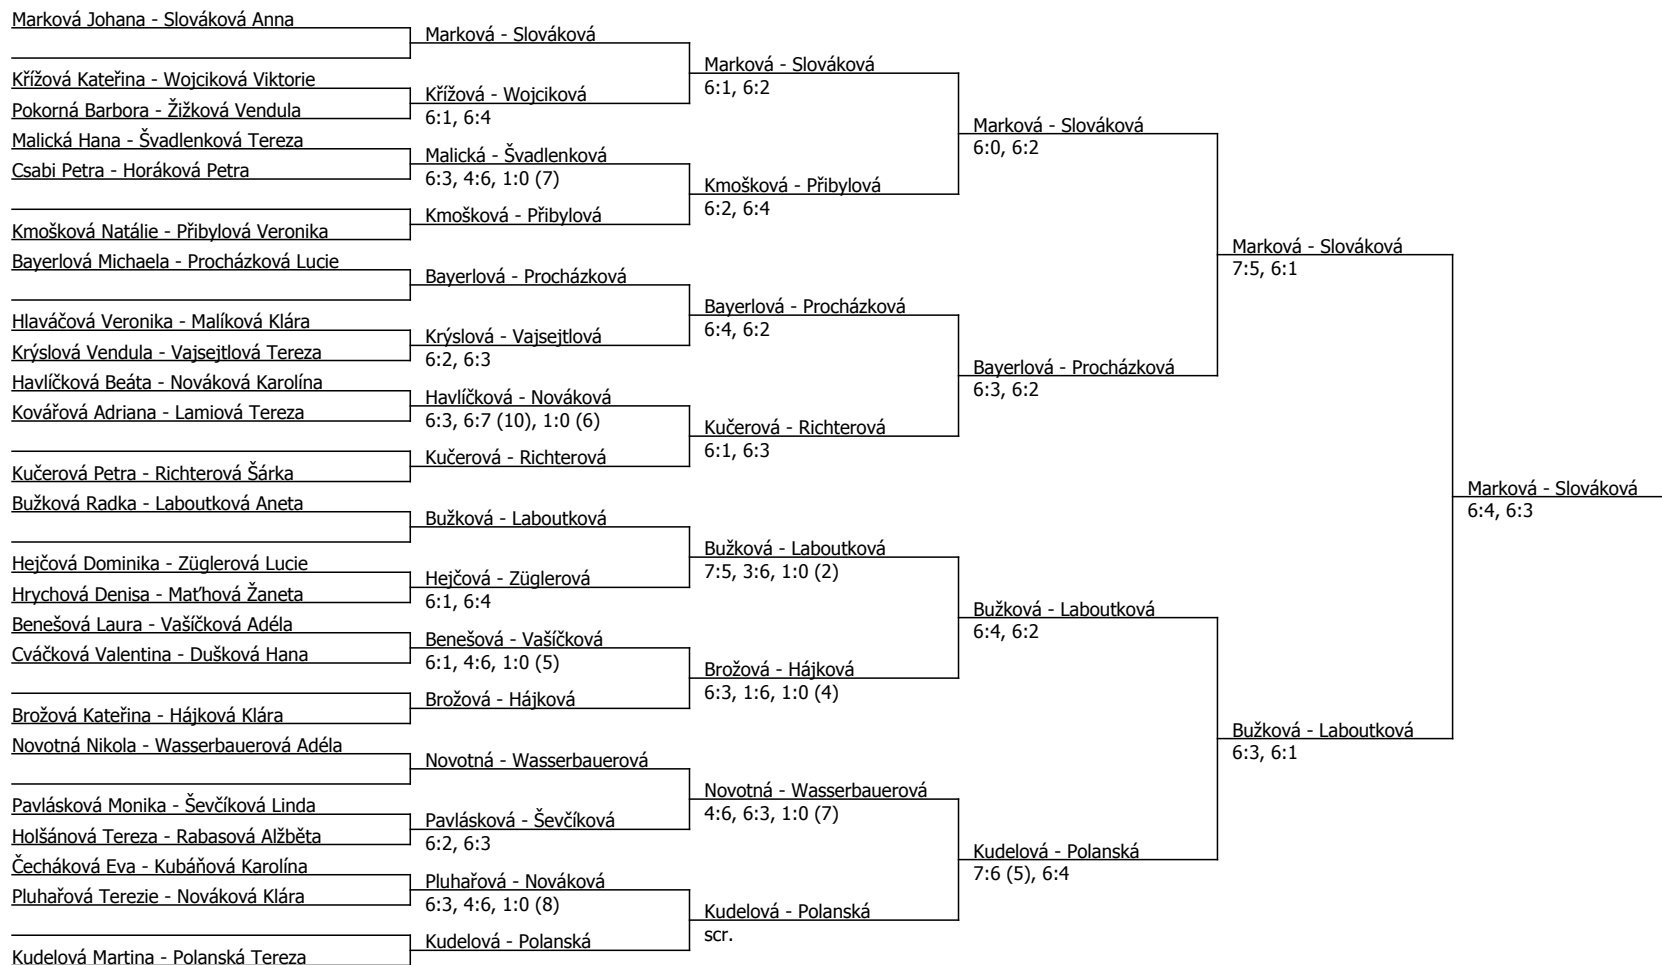 Marková Johana - Slováková Anna
Křížová Kateřina - Wojciková Viktorie
Pokorná Barbora - Žižková Vendula
Malická Hana - Švadlenková Tereza
Csabi Petra - Horáková Petra
Kmošková Natálie - Přibylová Veronika
Bayerlová Michaela - Procházková Lucie
Hlaváčová Veronika - Malíková Klára
Krýslová Vendula - Vajsejtlová Tereza
Havlíčková Beáta - Nováková Karolína
Kovářová Adriana - Lamiová Tereza
Kučerová Petra - Richterová Šárka
Bužková Radka - Laboutková Aneta
Hejčová Dominika - Züglerová Lucie
Hrychová Denisa - Maťhová Žaneta
Benešová Laura - Vašíčková Adéla
Cváčková Valentina - Dušková Hana
Brožová Kateřina - Hájková Klára
Novotná Nikola - Wasserbauerová Adéla
Pavlásková Monika - Ševčíková Linda
Holšánová Tereza - Rabasová Alžběta
Čecháková Eva - Kubáňová Karolína
Pluhařová Terezie - Nováková Klára
Kudelová Martina - Polanská Tereza
Marková - Slováková
Křížová - Wojciková
6:1, 6:4
Malická - Švadlenková
6:3, 4:6, 1:0 (7)
Kmošková - Přibylová
Bayerlová - Procházková
Krýslová - Vajsejtlová
6:2, 6:3
Havlíčková - Nováková
6:3, 6:7 (10), 1:0 (6)
Kučerová - Richterová
Bužková - Laboutková
Hejčová - Züglerová
6:1, 6:4
Benešová - Vašíčková
6:1, 4:6, 1:0 (5)
Brožová - Hájková
Novotná - Wasserbauerová
Pavlásková - Ševčíková
6:2, 6:3
Pluhařová - Nováková
6:3, 4:6, 1:0 (8)
Kudelová - Polanská
Marková - Slováková
6:1, 6:2
Kmošková - Přibylová
6:2, 6:4
Bayerlová - Procházková
6:4, 6:2
Kučerová - Richterová
6:1, 6:3
Bužková - Laboutková
7:5, 3:6, 1:0 (2)
Brožová - Hájková
6:3, 1:6, 1:0 (4)
Novotná - Wasserbauerová
4:6, 6:3, 1:0 (7)
Kudelová - Polanská
scr.
Marková - Slováková
6:0, 6:2
Bayerlová - Procházková
6:3, 6:2
Bužková - Laboutková
6:4, 6:2
Kudelová - Polanská
7:6 (5), 6:4
Marková - Slováková
7:5, 6:1
Bužková - Laboutková
6:3, 6:1
Marková - Slováková
6:4, 6:3